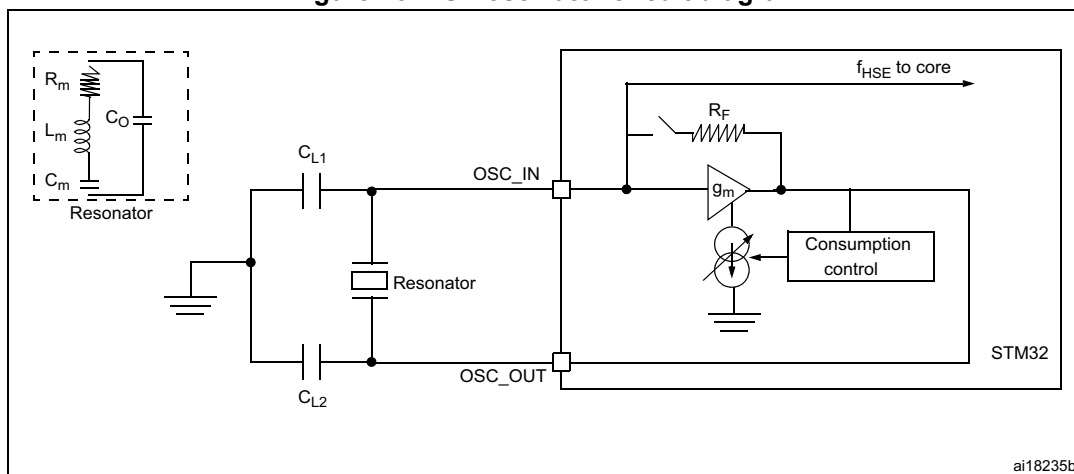 Rm
Lm
CO
Cm
Resonator
CL1
CL2
Resonator
OSC_IN
OSC_OUT
fHSE to core
RF
gm
Consumption
control
STM32
ai18235b